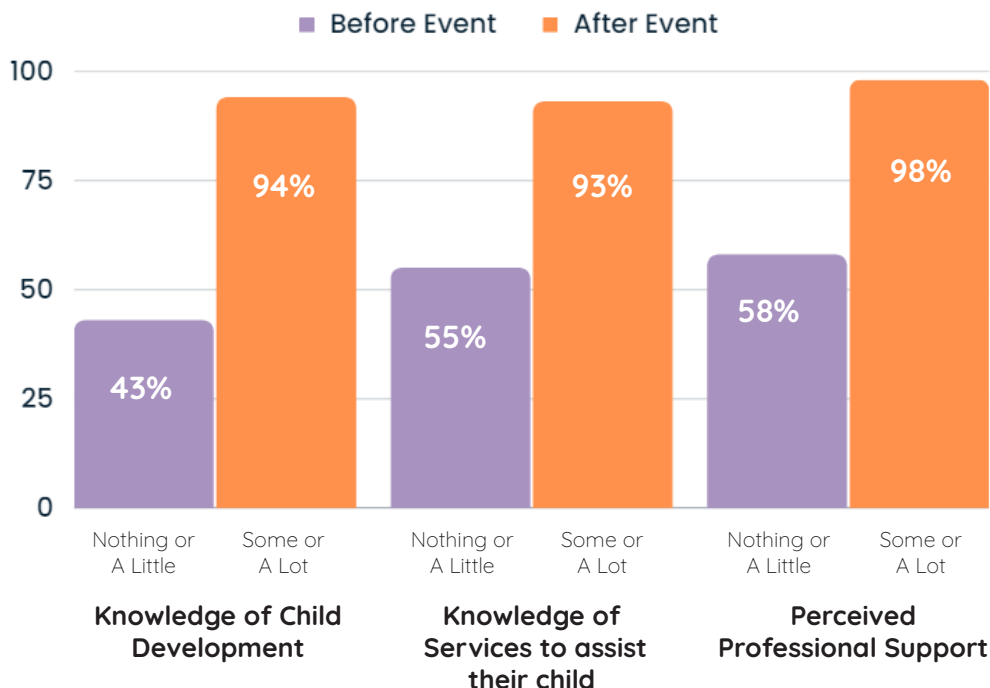 Before Event After Event
100
75
50
25
0
94%
93%
98%
43%
55%
58%
Nothing or Some or Nothing or Some or Nothing or Some or
A Little A Lot A Little A Lot A Little A Lot
Knowledge of Child
Development
Knowledge of
Services to assist
their child
Perceived
Professional Support